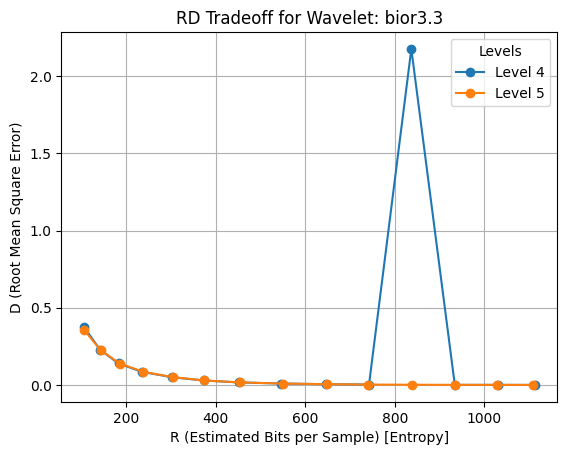 RD Tradeoff for Wavelet: bior3.3
Levels
Level 4
Level 5
D (Root Mean Square Error)
2.0
1.5
1.0
0.5
0.0
200 400 600 800 1000
R (Estimated Bits per Sample) [Entropy]